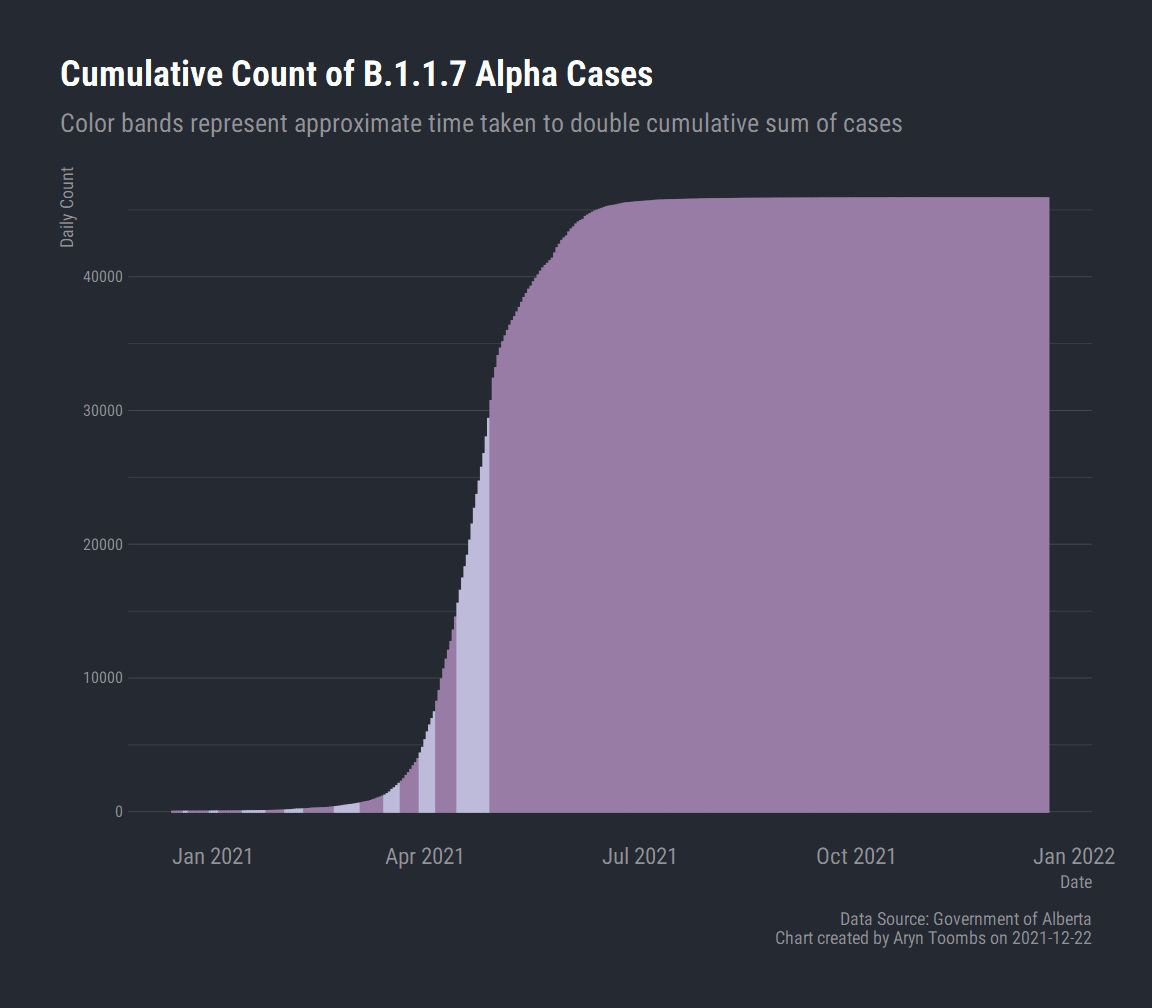 Cumulative Count of B.1.1.7 Alpha Cases
Color bands represent approximate time taken to double cumulative sum of cases
Daily Count
40000
30000
20000
10000
0
Jan 2021
Apr 2021
Jul 2021
Oct 2021
Jan 2022
Date
Data Source: Government of Alberta
Chart created by Aryn Toombs on 2021-12-22